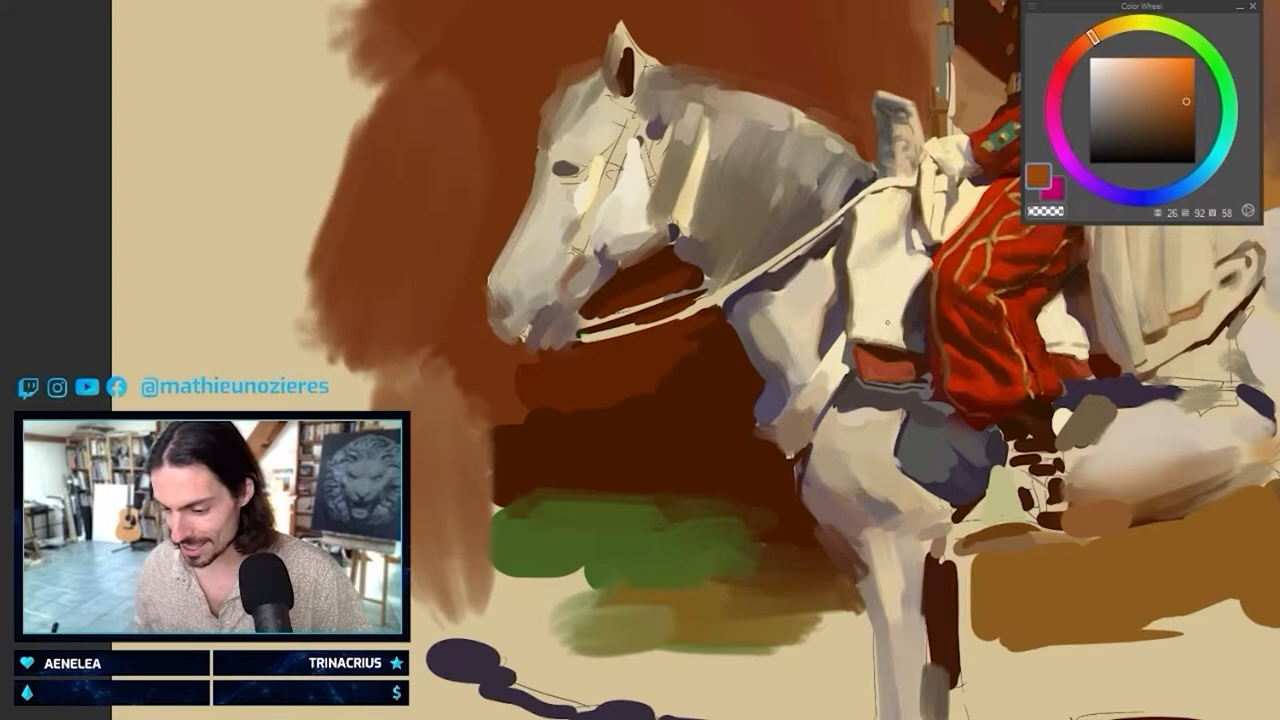 Color Wheel
26 92 58
@mathieunozieres
AENELEA
TRINACRIUS
$